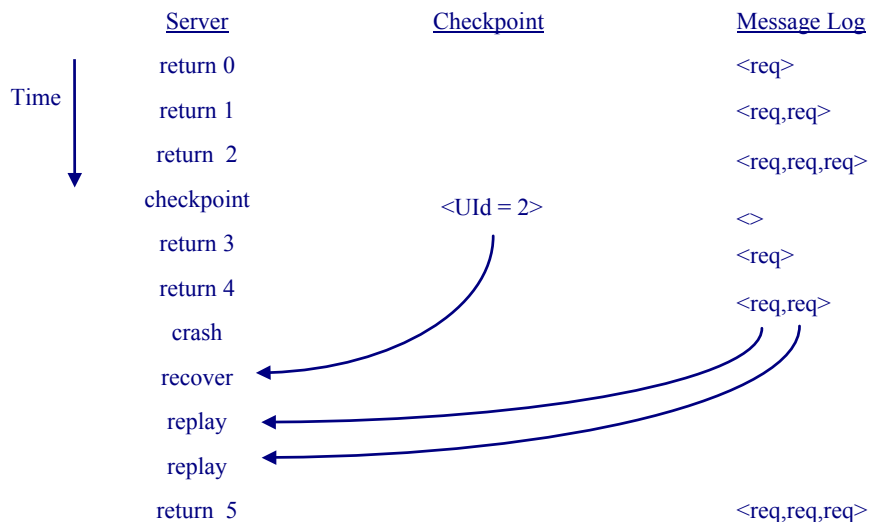 Server Checkpoint Message Log
return 0 <req>
Time
return 1 <req,req>
return 2 <req,req,req>
checkpoint <UId = 2> <>
return 3 <req>
return 4 <req,req>
crash
recover
replay
replay
return 5 <req,req,req>